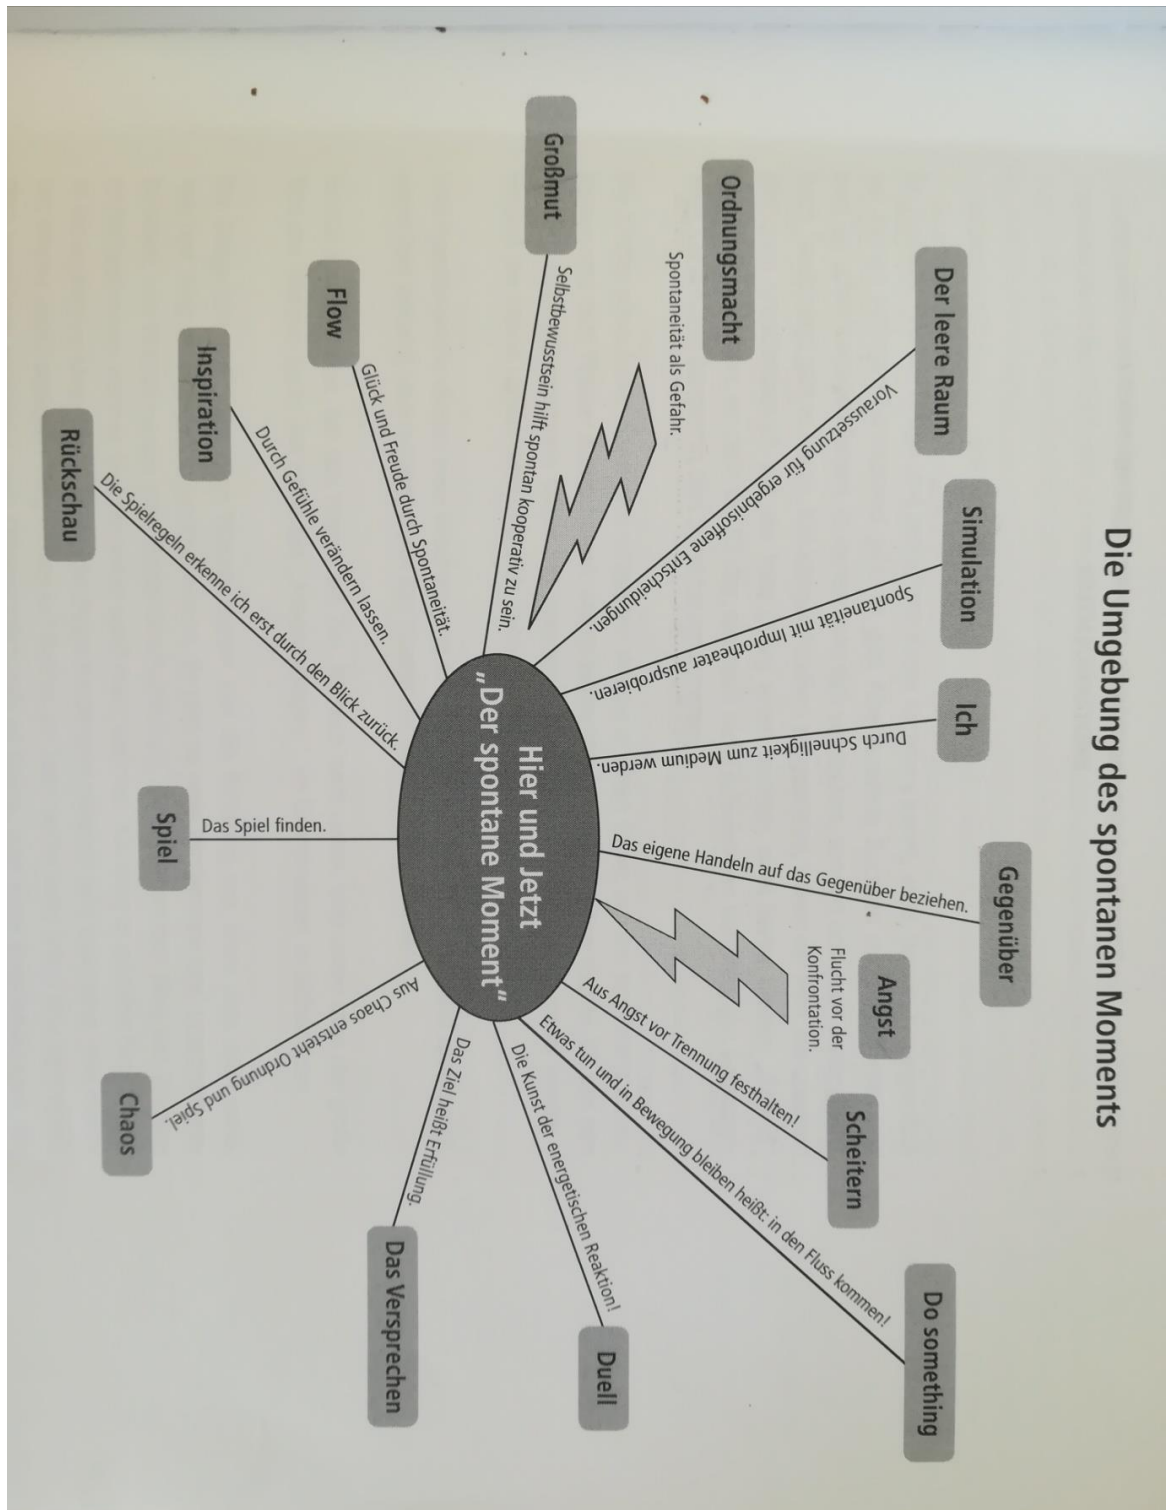 Die Umgebung des spontanen Moments
Der leere Raum
Voraussetzung für ergebnisoffene Entscheidungen.
Simulation
Spontaneität mit Improtheater ausprobieren.
Ich
Durch Schnelligkeit zum Medium werden.
Gegenüber
Das eigene Handeln auf das Gegenüber beziehen.
Angst
Flucht vor der
Konfrontation.
Scheitern
Aus Angst vor Trennung festhalten!
Do something
Etwas tun und in Bewegung bleiben heißt: in den Fluss kommen!
Duell
Die Kunst der energetischen Reaktion!
Das Versprechen
Das Ziel heißt Erfüllung.
Chaos
Aus Chaos entsteht Ordnung und Spiel.
Spiel
Das Spiel finden.
Rückschau
Die Spielregeln erkenne ich erst durch den Blick zurück.
Inspiration
Durch Gefühle verändern lassen.
Flow
Glück und Freude durch Spontaneität.
Großmut
Selbstbewusstsein hilft spontan kooperativ zu sein.
Ordnungsmacht
Spontaneität als Gefahr.
Hier und Jetzt
„Der spontane Moment“